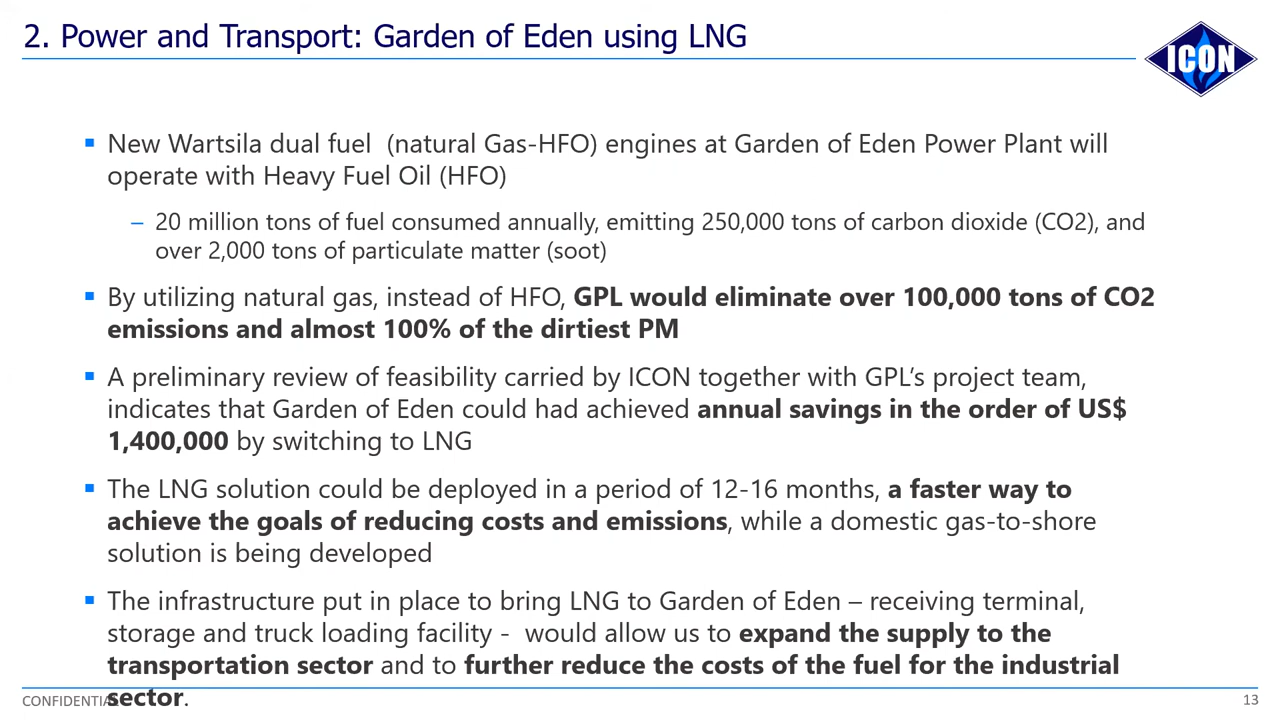 2. Power and Transport: Garden of Eden using LNG
ICON
▪ New Wartsila dual fuel  (natural Gas-HFO) engines at Garden of Eden Power Plant will
operate with Heavy Fuel Oil (HFO)
– 20 million tons of fuel consumed annually, emitting 250,000 tons of carbon dioxide (CO2), and
over 2,000 tons of particulate matter (soot)
▪ By utilizing natural gas, instead of HFO, GPL would eliminate over 100,000 tons of CO2
emissions and almost 100% of the dirtiest PM
▪ A preliminary review of feasibility carried by ICON together with GPL’s project team,
indicates that Garden of Eden could had achieved annual savings in the order of US$
1,400,000 by switching to LNG
▪ The LNG solution could be deployed in a period of 12-16 months, a faster way to
achieve the goals of reducing costs and emissions, while a domestic gas-to-shore
solution is being developed
▪ The infrastructure put in place to bring LNG to Garden of Eden – receiving terminal,
storage and truck loading facility -  would allow us to expand the supply to the
transportation sector and to further reduce the costs of the fuel for the industrial
sector.
CONFIDENTIAL
13